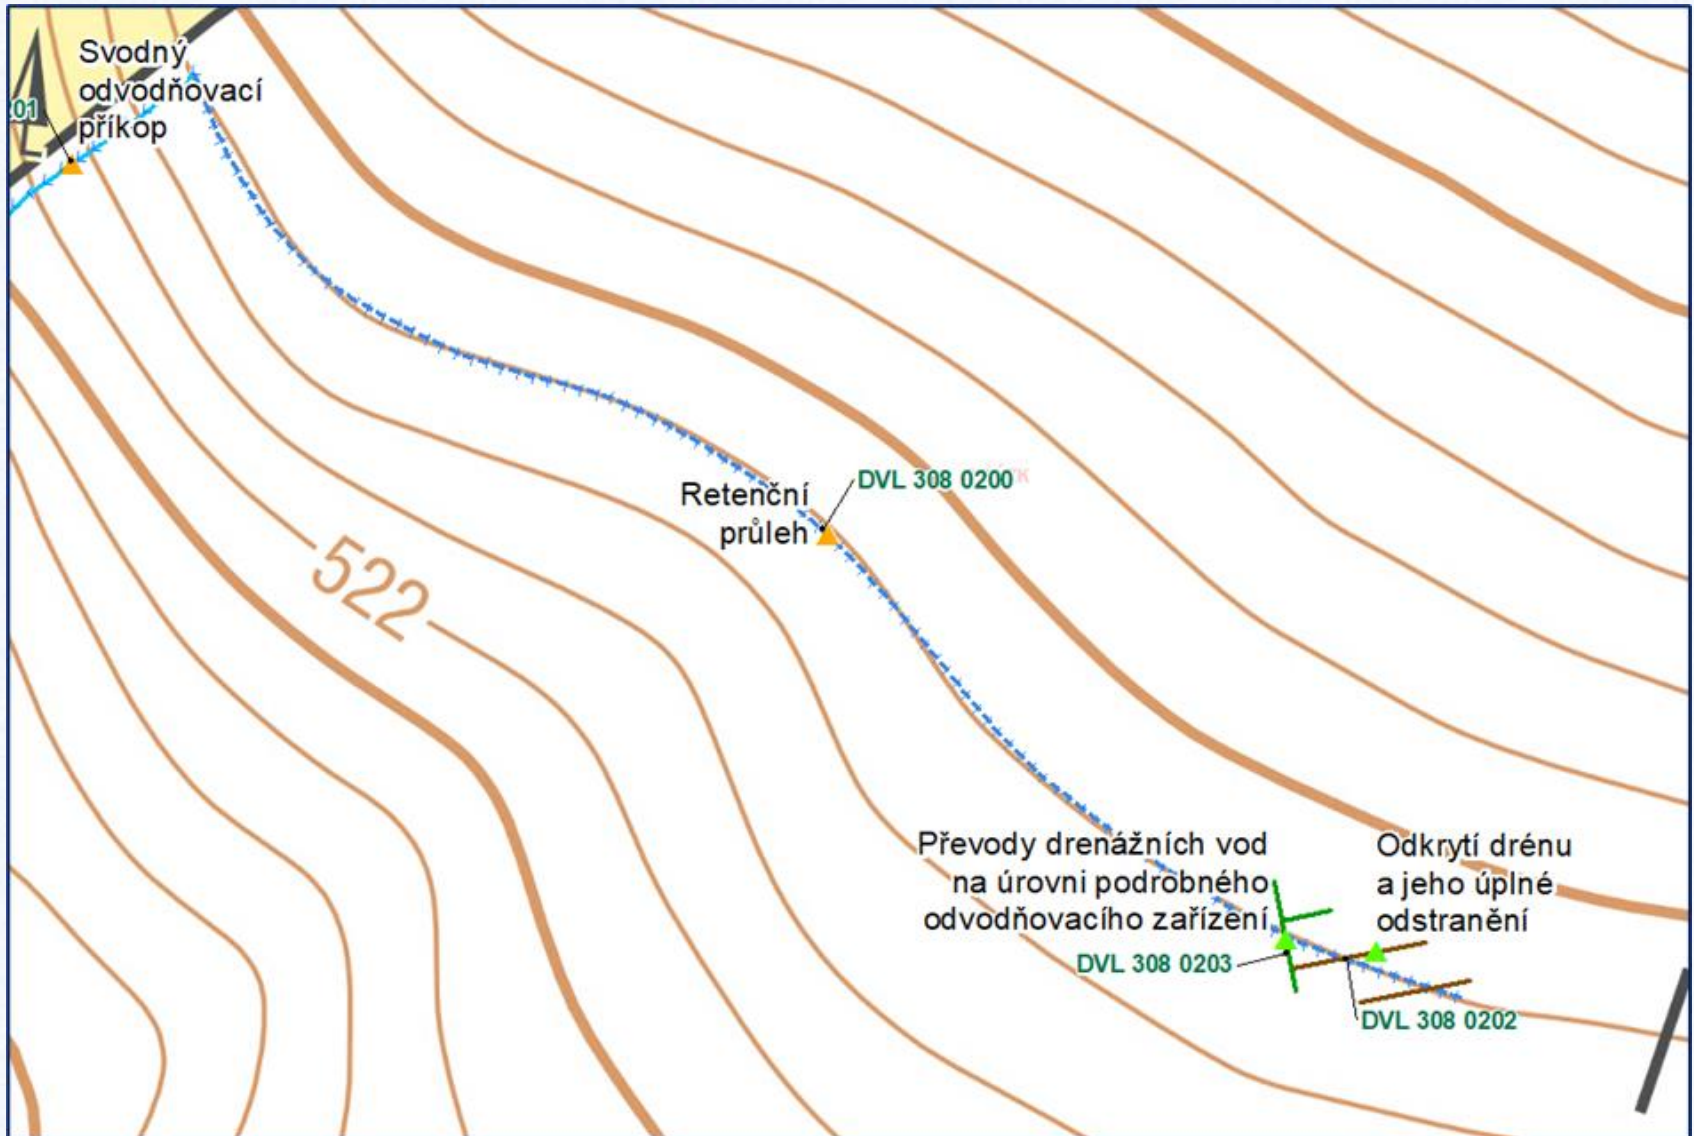 Svodný
odvodňovací
příkop
01
DVL 308 0200
Retenční
průleh
522
Převody drenážních vod
na úrovni podrobného
odvodňovacího zařízení
DVL 308 0203
Odkrytí drénu
a jeho úplné
odstranění
DVL 308 0202